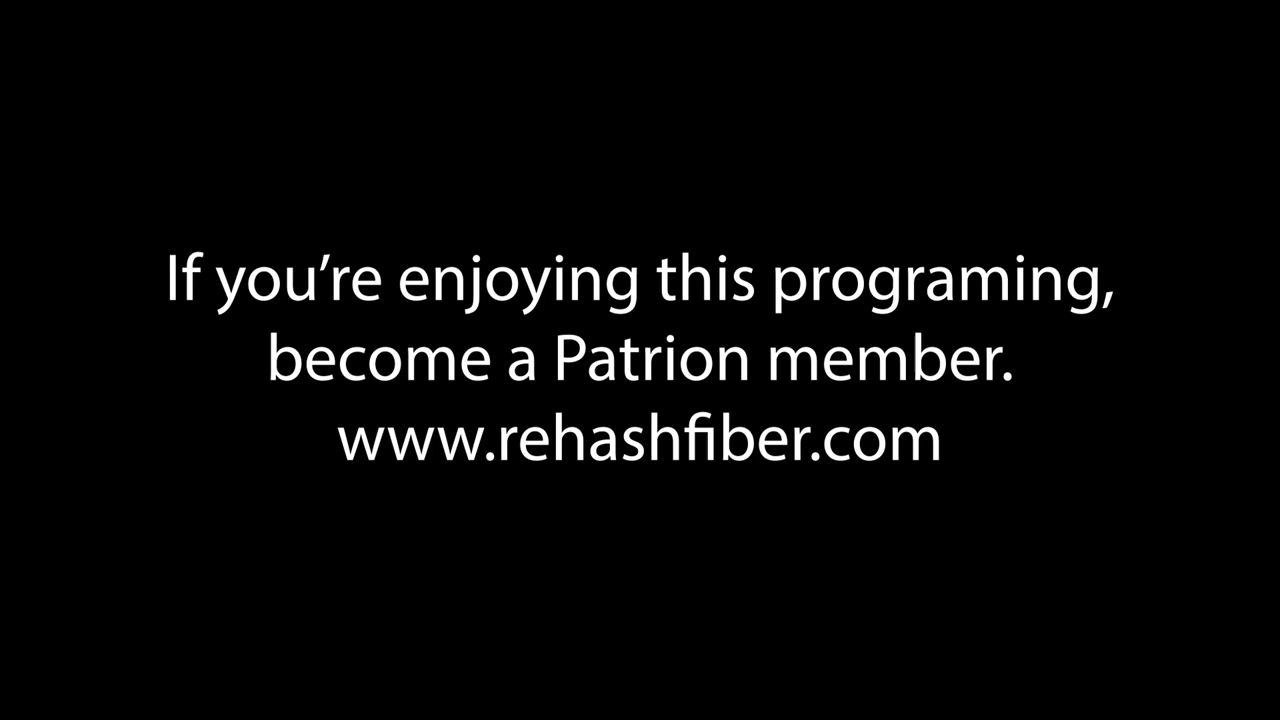 If you’re enjoying this programing,
become a Patrion member.
www.rehashfiber.com